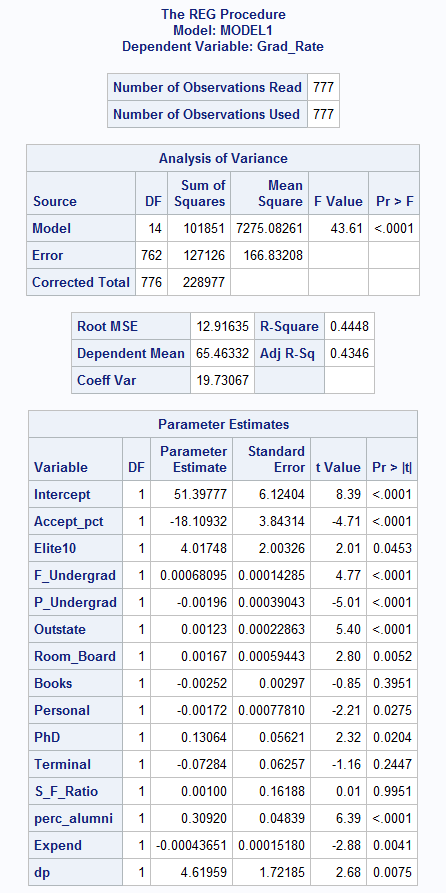 The REG Procedure
Model: MODEL1
Dependent Variable: Grad_Rate
Number of Observations Read 777
Number of Observations Used 777
Analysis of Variance
Source DF Sum of Squares Mean Square F Value Pr > F
Model 14 101851 7275.08261 43.61 <.0001
Error 762 127126 166.83208
Corrected Total 776 228977
Root MSE 12.91635 R-Square 0.4448
Dependent Mean 65.46332 Adj R-Sq 0.4346
Coeff Var 19.73067
Parameter Estimates
Variable DF Parameter Estimate Standard Error t Value Pr > |t|
Intercept 1 51.39777 6.12404 8.39 <.0001
Accept_pct 1 -18.10932 3.84314 -4.71 <.0001
Elite10 1 4.01748 2.00326 2.01 0.0453
F_Undergrad 1 0.00068095 0.00014285 4.77 <.0001
P_Undergrad 1 -0.00196 0.00039043 -5.01 <.0001
Outstate 1 0.00123 0.00022863 5.40 <.0001
Room_Board 1 0.00167 0.00059443 2.80 0.0052
Books 1 -0.00252 0.00297 -0.85 0.3951
Personal 1 -0.00172 0.00077810 -2.21 0.0275
PhD 1 0.13064 0.05621 2.32 0.0204
Terminal 1 -0.07284 0.06257 -1.16 0.2447
S_F_Ratio 1 0.00100 0.16188 0.01 0.9951
perc_alumni 1 0.30920 0.04839 6.39 <.0001
Expend 1 -0.00043651 0.00015180 -2.88 0.0041
dp 1 4.61959 1.72185 2.68 0.0075